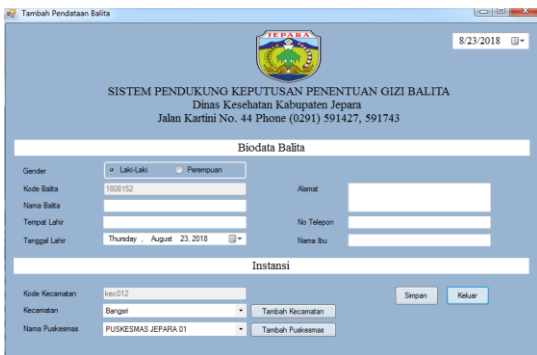 Tambah Pendataan Balita
JEPARA
8/23/2018
SISTEM PENDUKUNG KEPUTUSAN PENENTUAN GIZI BALITA
Dinas Kesehatan Kabupaten Jepara
Jalan Kartini No. 44 Phone (0291) 591427, 591743
Biodata Balita
Gender Laki-Laki Perempuan
Kode Balita 1808152 Alamat
Nama Balita
Tempat Lahir No Telepon
Tanggal Lahir Thursday , August 23, 2018 Nama Ibu
Instansi
Kode Kecamatan kec012 Simpan Keluar
Kecamatan Bangsri Tambah Kecamatan
Nama Puskesmas PUSKESMAS JEPARA 01 Tambah Puskesmas